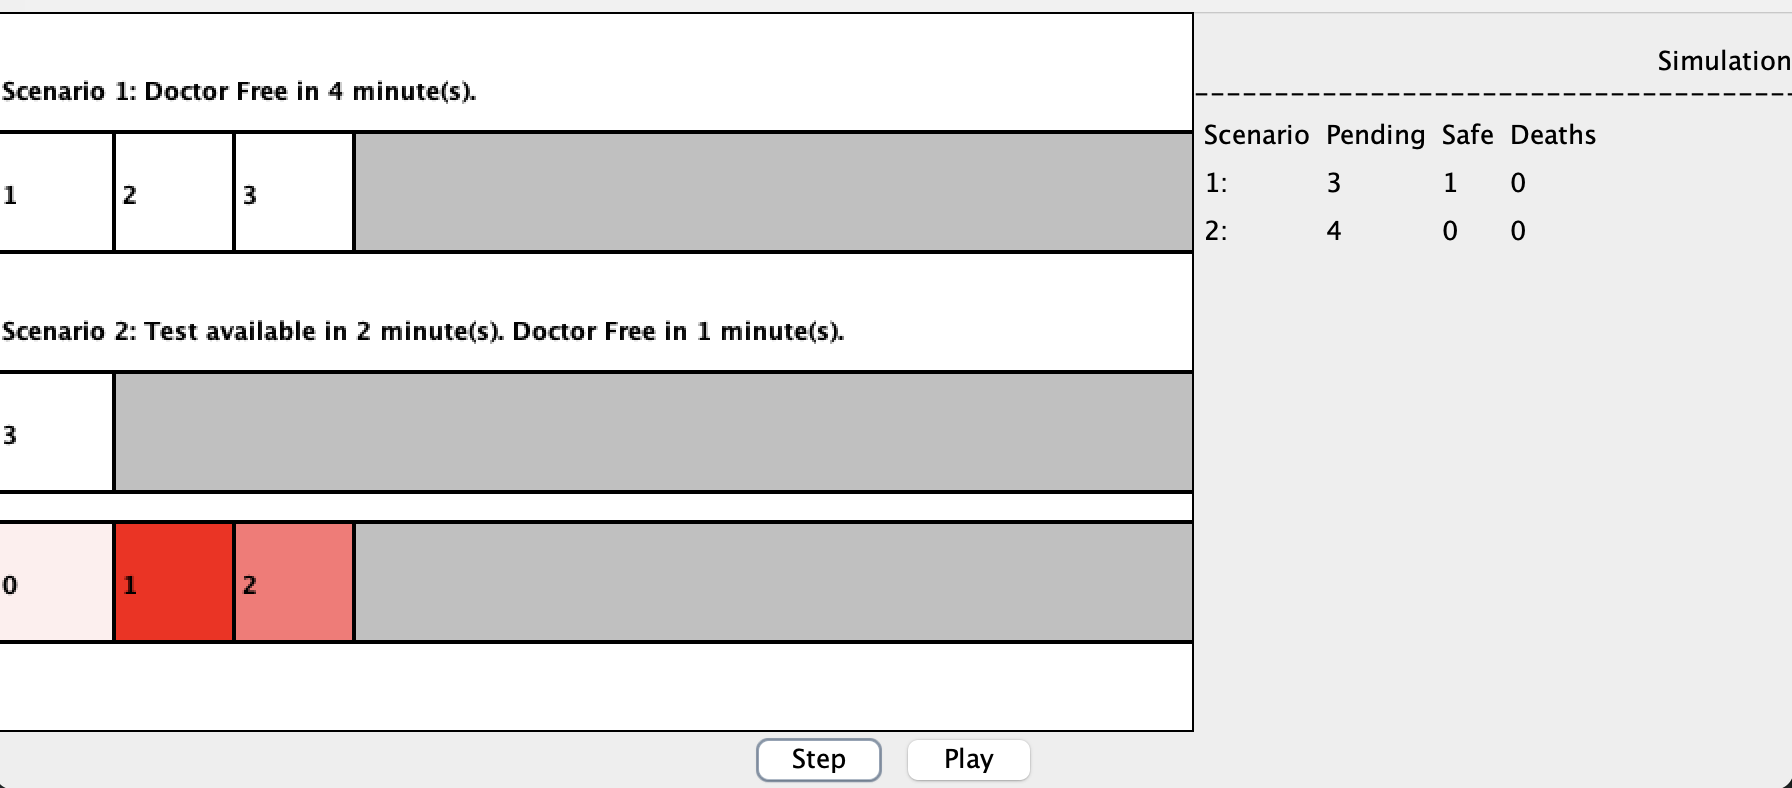 Simulation
Scenario 1: Doctor Free in 4 minute(s).
1 2 3
Scenario 2: Test available in 2 minute(s). Doctor Free in 1 minute(s).
3
0 1 2
------------------------------------
Scenario Pending Safe Deaths
1: 3 1 0
2: 4 0 0
Step Play